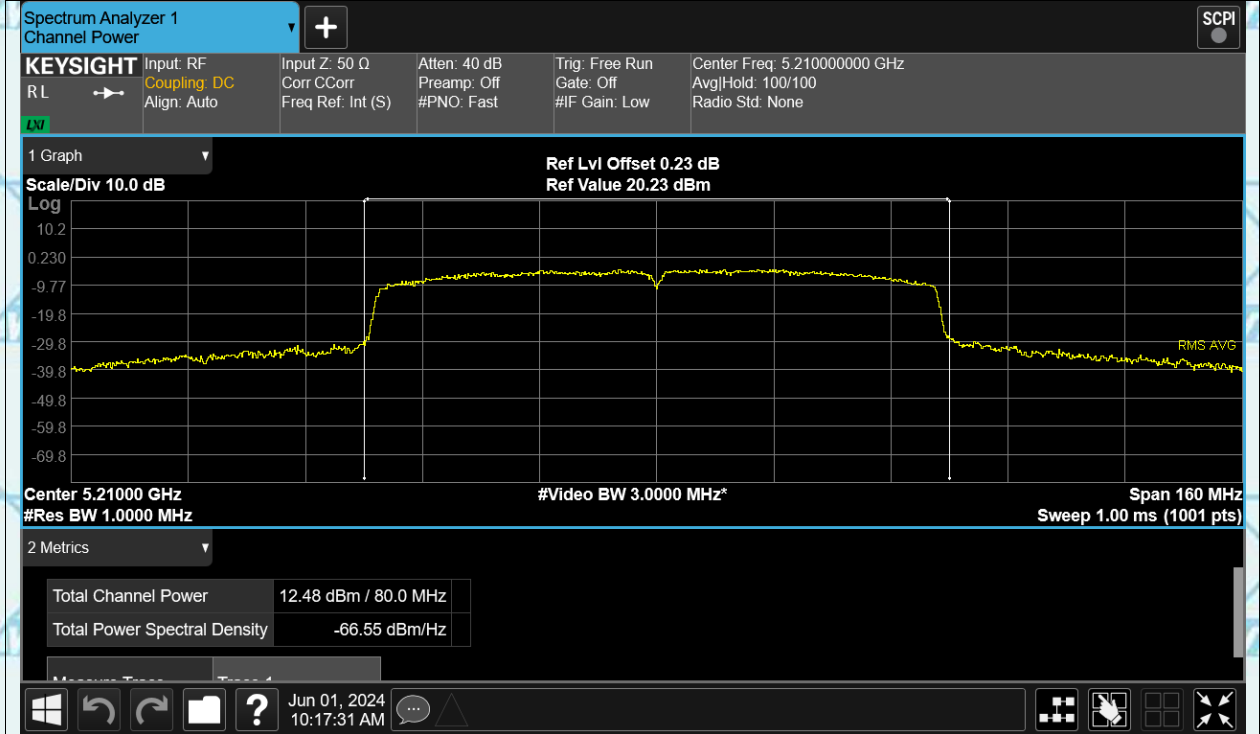 Spectrum Analyzer 1
Channel Power
SCPI
KEYSIGHT
R L
LXI
Input: RF
Coupling: DC
Align: Auto
Input Z: 50 Ω
Corr CCorr
Freq Ref: Int (S)
Atten: 40 dB
Preamp: Off
#PNO: Fast
Trig: Free Run
Gate: Off
#IF Gain: Low
Center Freq: 5.210000000 GHz
Avg|Hold: 100/100
Radio Std: None
1 Graph
Scale/Div 10.0 dB
Ref Lvl Offset 0.23 dB
Ref Value 20.23 dBm
Log
10.2
0.230
-9.77
-19.8
-29.8
-39.8
-49.8
-59.8
-69.8
RMS AVG
Center 5.21000 GHz
#Res BW 1.0000 MHz
#Video BW 3.0000 MHz*
Span 160 MHz
Sweep 1.00 ms (1001 pts)
2 Metrics
Total Channel Power 12.48 dBm / 80.0 MHz
Total Power Spectral Density -66.55 dBm/Hz
Measure Trace Trace 1
?
Jun 01, 2024
10:17:31 AM